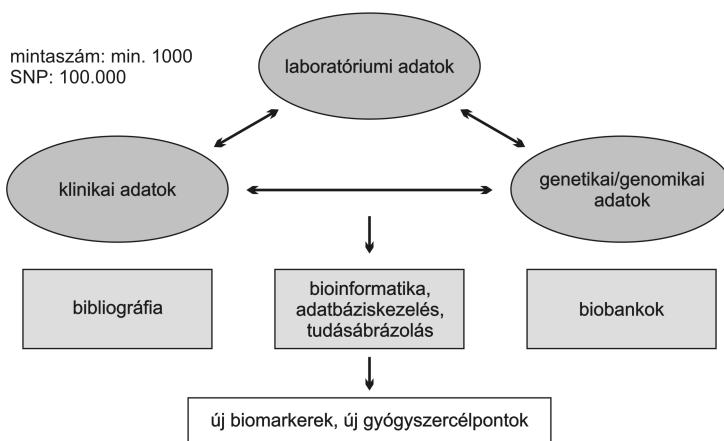 mintaszám: min. 1000
SNP: 100.000
laboratóriumi adatok
klinikai adatok
genetikai/genomikai
adatok
bibliográfia
bioinformatika,
adatbáziskezelés,
tudásábrázolás
biobankok
új biomarkerek, új gyógyszercélpontok